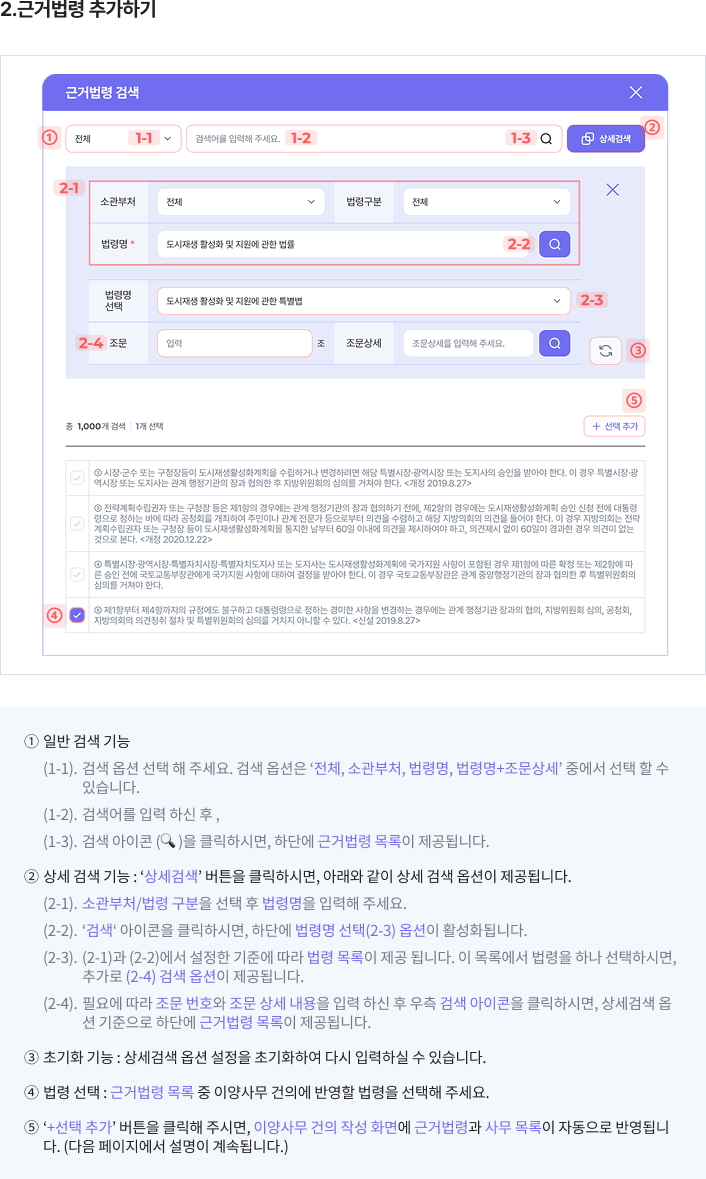 2.근거법령 추가하기
근거법령 검색
① 전체 1-1 검색어를 입력해 주세요. 1-2 1-3 상세검색 ②
2-1
소관부처 전체 법령구분 전체
법령명 * 도시재생 활성화 및 지원에 관한 법률 2-2
법령명
선택
도시재생 활성화 및 지원에 관한 특별법 2-3
2-4 조문 입력 조 조문상세 조문상세를 입력해 주세요. ③
⑤
총 1,000개 검색 1개 선택 + 선택 추가
② 시장·군수 또는 구청장등이 도시재생활성화계획을 수립하거나 변경하려면 해당 특별시장·광역시장 또는 도지사의 승인을 받아야 한다. 이 경우 특별시장·광
역시장 또는 도지사는 관계 행정기관의 장과 협의한 후 지방위원회의 심의를 거쳐야 한다. <개정 2019.8.27>
③ 전략계획수립권자 또는 구청장 등은 제1항의 경우에는 관계 행정기관의 장과 협의하기 전에, 제2항의 경우에는 도시재생활성화계획 승인 신청 전에 대통령
령으로 정하는 바에 따라 공청회를 개최하여 주민이나 관계 전문가 등으로부터 의견을 수렴하고 해당 지방의회의 의견을 들어야 한다. 이 경우 지방의회는 전략
계획수립권자 또는 구청장 등이 도시재생활성화계획을 통지한 날부터 60일 이내에 의견을 제시하여야 하고, 의견제시 없이 60일이 경과한 경우 의견이 없는
것으로 본다. <개정 2020.12.22>
④ 특별시장·광역시장·특별자치시장·특별자치도지사 또는 도지사는 도시재생활성화계획에 국가지원 사항이 포함된 경우 제1항에 따른 확정 또는 제2항에 따
른 승인 전에 국토교통부장관에게 국가지원 사항에 대하여 결정을 받아야 한다. 이 경우 국토교통부장관은 관계 중앙행정기관의 장과 협의한 후 특별위원회의
심의를 거쳐야 한다.
④ ⑤ 제1항부터 제4항까지의 규정에도 불구하고 대통령령으로 정하는 경미한 사항을 변경하는 경우에는 관계 행정기관 장과의 협의, 지방위원회 심의, 공청회,
지방의회의 의견청취 절차 및 특별위원회의 심의를 거치지 아니할 수 있다. <신설 2019.8.27>
① 일반 검색 기능
(1-1). 검색 옵션 선택 해 주세요. 검색 옵션은 ‘전체, 소관부처, 법령명, 법령명+조문상세’ 중에서 선택 할 수
있습니다.
(1-2). 검색어를 입력 하신 후 ,
(1-3). 검색 아이콘 (🔍)을 클릭하시면, 하단에 근거법령 목록이 제공됩니다.
② 상세 검색 기능 : ‘상세검색’ 버튼을 클릭하시면, 아래와 같이 상세 검색 옵션이 제공됩니다.
(2-1). 소관부처/법령 구분을 선택 후 법령명을 입력해 주세요.
(2-2). ‘검색‘ 아이콘을 클릭하시면, 하단에 법령명 선택(2-3) 옵션이 활성화됩니다.
(2-3). (2-1)과 (2-2)에서 설정한 기준에 따라 법령 목록이 제공 됩니다. 이 목록에서 법령을 하나 선택하시면,
추가로 (2-4) 검색 옵션이 제공됩니다.
(2-4). 필요에 따라 조문 번호와 조문 상세 내용을 입력 하신 후 우측 검색 아이콘을 클릭하시면, 상세검색 옵
션 기준으로 하단에 근거법령 목록이 제공됩니다.
③ 초기화 기능 : 상세검색 옵션 설정을 초기화하여 다시 입력하실 수 있습니다.
④ 법령 선택 : 근거법령 목록 중 이양사무 건의에 반영할 법령을 선택해 주세요.
⑤ ‘+선택 추가’ 버튼을 클릭해 주시면, 이양사무 건의 작성 화면에 근거법령과 사무 목록이 자동으로 반영됩니
다. (다음 페이지에서 설명이 계속됩니다.)